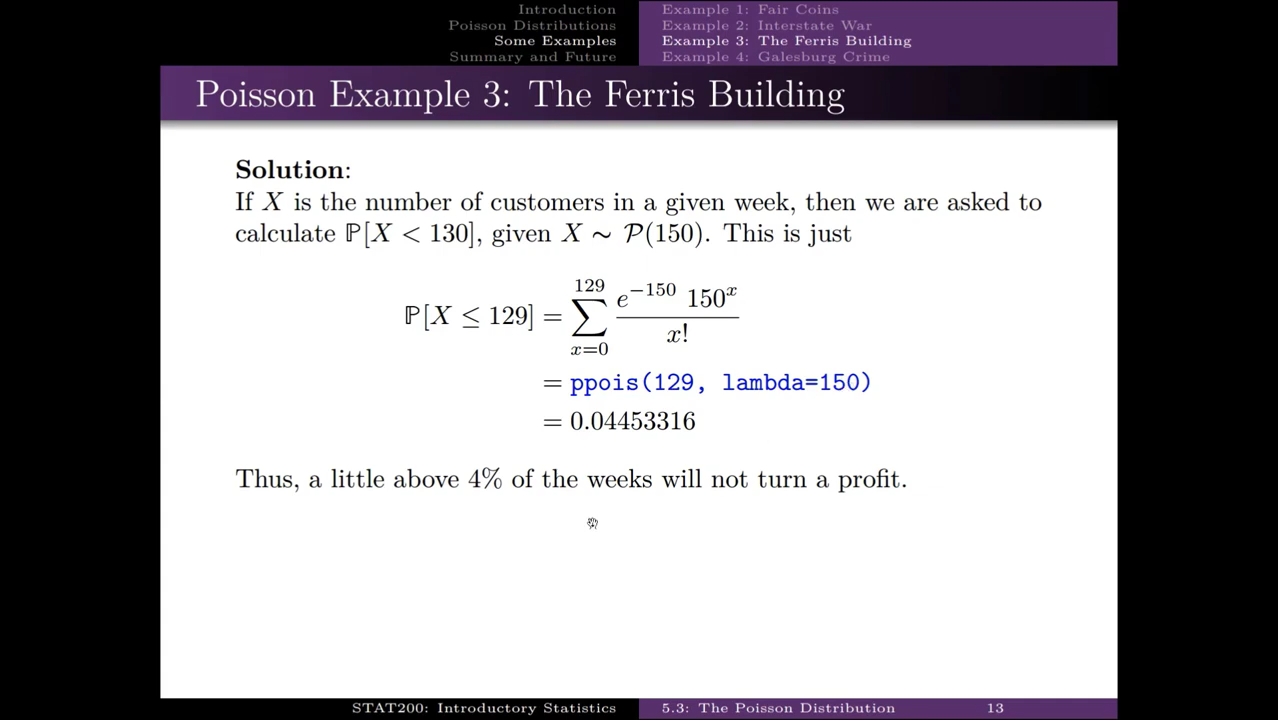 Introduction
Poisson Distributions
Some Examples
Summary and Future
Example 1: Fair Coins
Example 2: Interstate War
Example 3: The Ferris Building
Example 4: Galesburg Crime
Poisson Example 3: The Ferris Building
Solution:
If X is the number of customers in a given week, then we are asked to
calculate ℙ[X < 130], given X ∼ 𝒫(150). This is just
ℙ[X ≤ 129] = ∑_{x=0}^{129} \frac{e^{−150} 150^x}{x!}
= ppois(129, lambda=150)
= 0.04453316
Thus, a little above 4% of the weeks will not turn a profit.
STAT200: Introductory Statistics
5.3: The Poisson Distribution
13